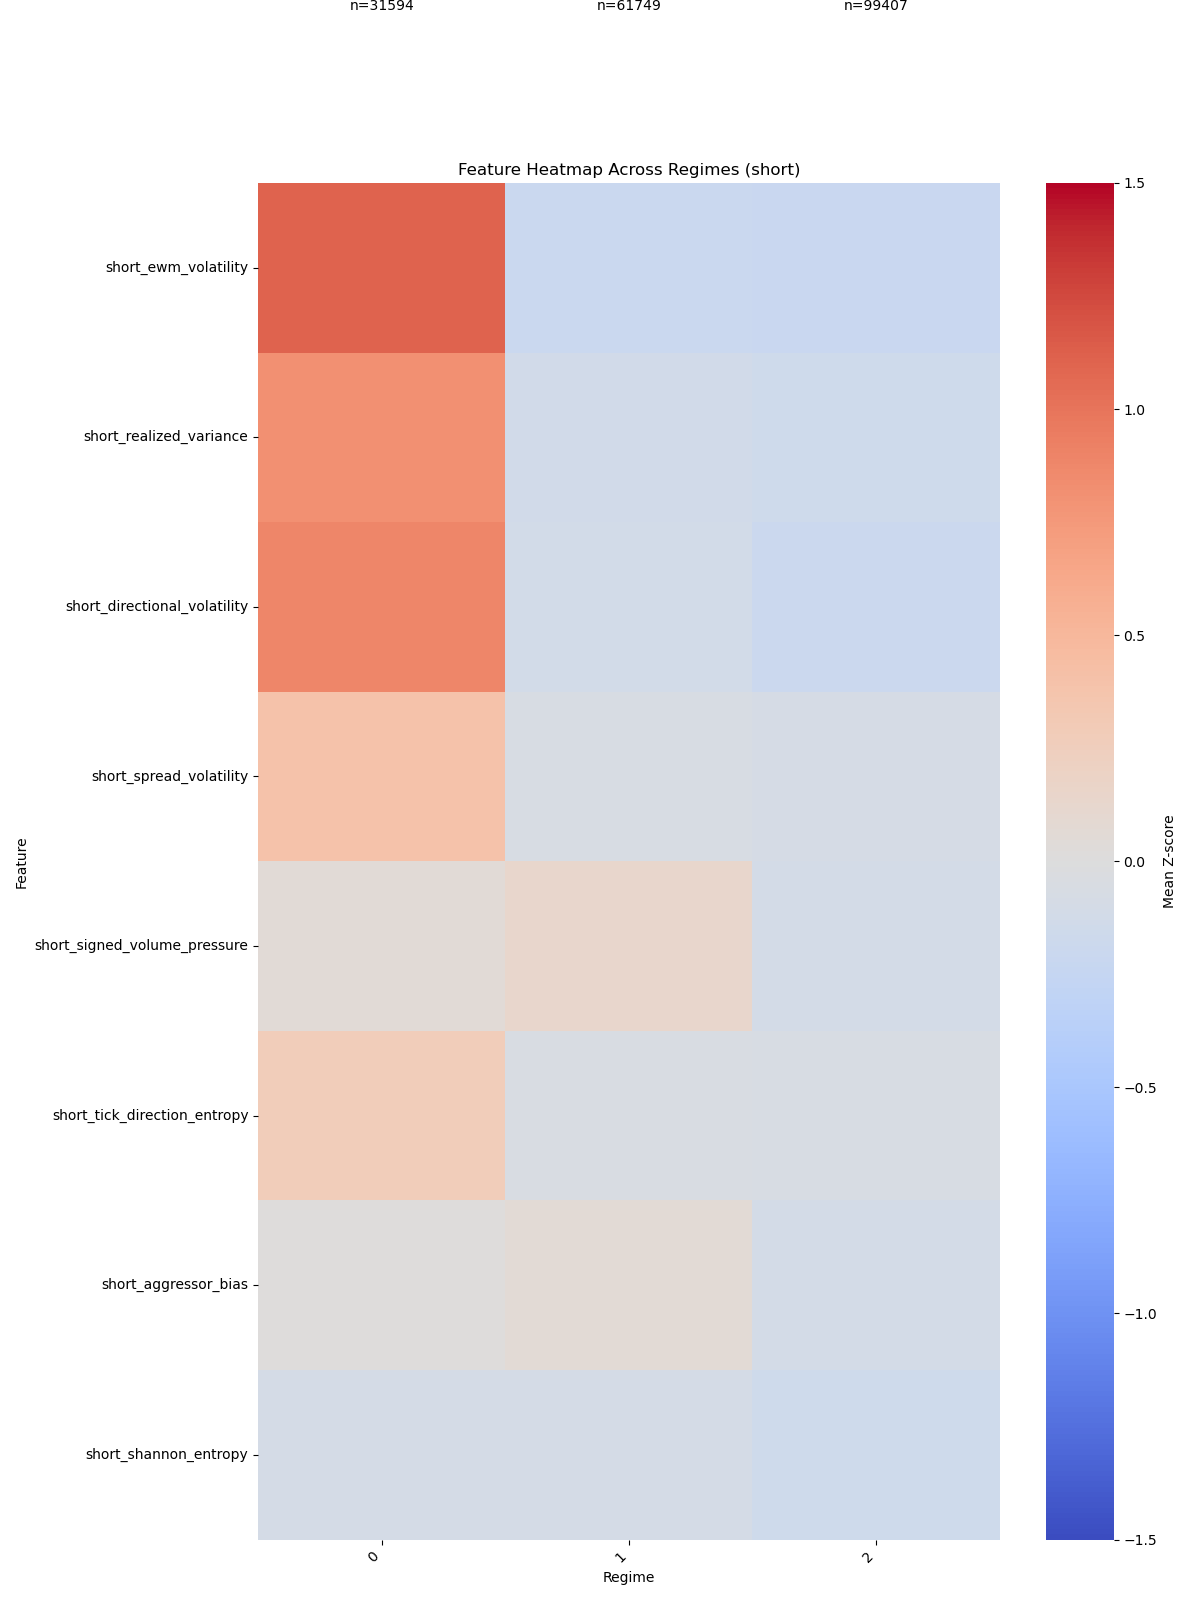 n=31594 n=61749 n=99407
Feature Heatmap Across Regimes (short)
short_ewm_volatility
short_realized_variance
short_directional_volatility
short_spread_volatility
short_signed_volume_pressure
short_tick_direction_entropy
short_aggressor_bias
short_shannon_entropy
Feature
0 1 2
Regime
1.5
1.0
0.5
0.0
−0.5
−1.0
−1.5
Mean Z-score